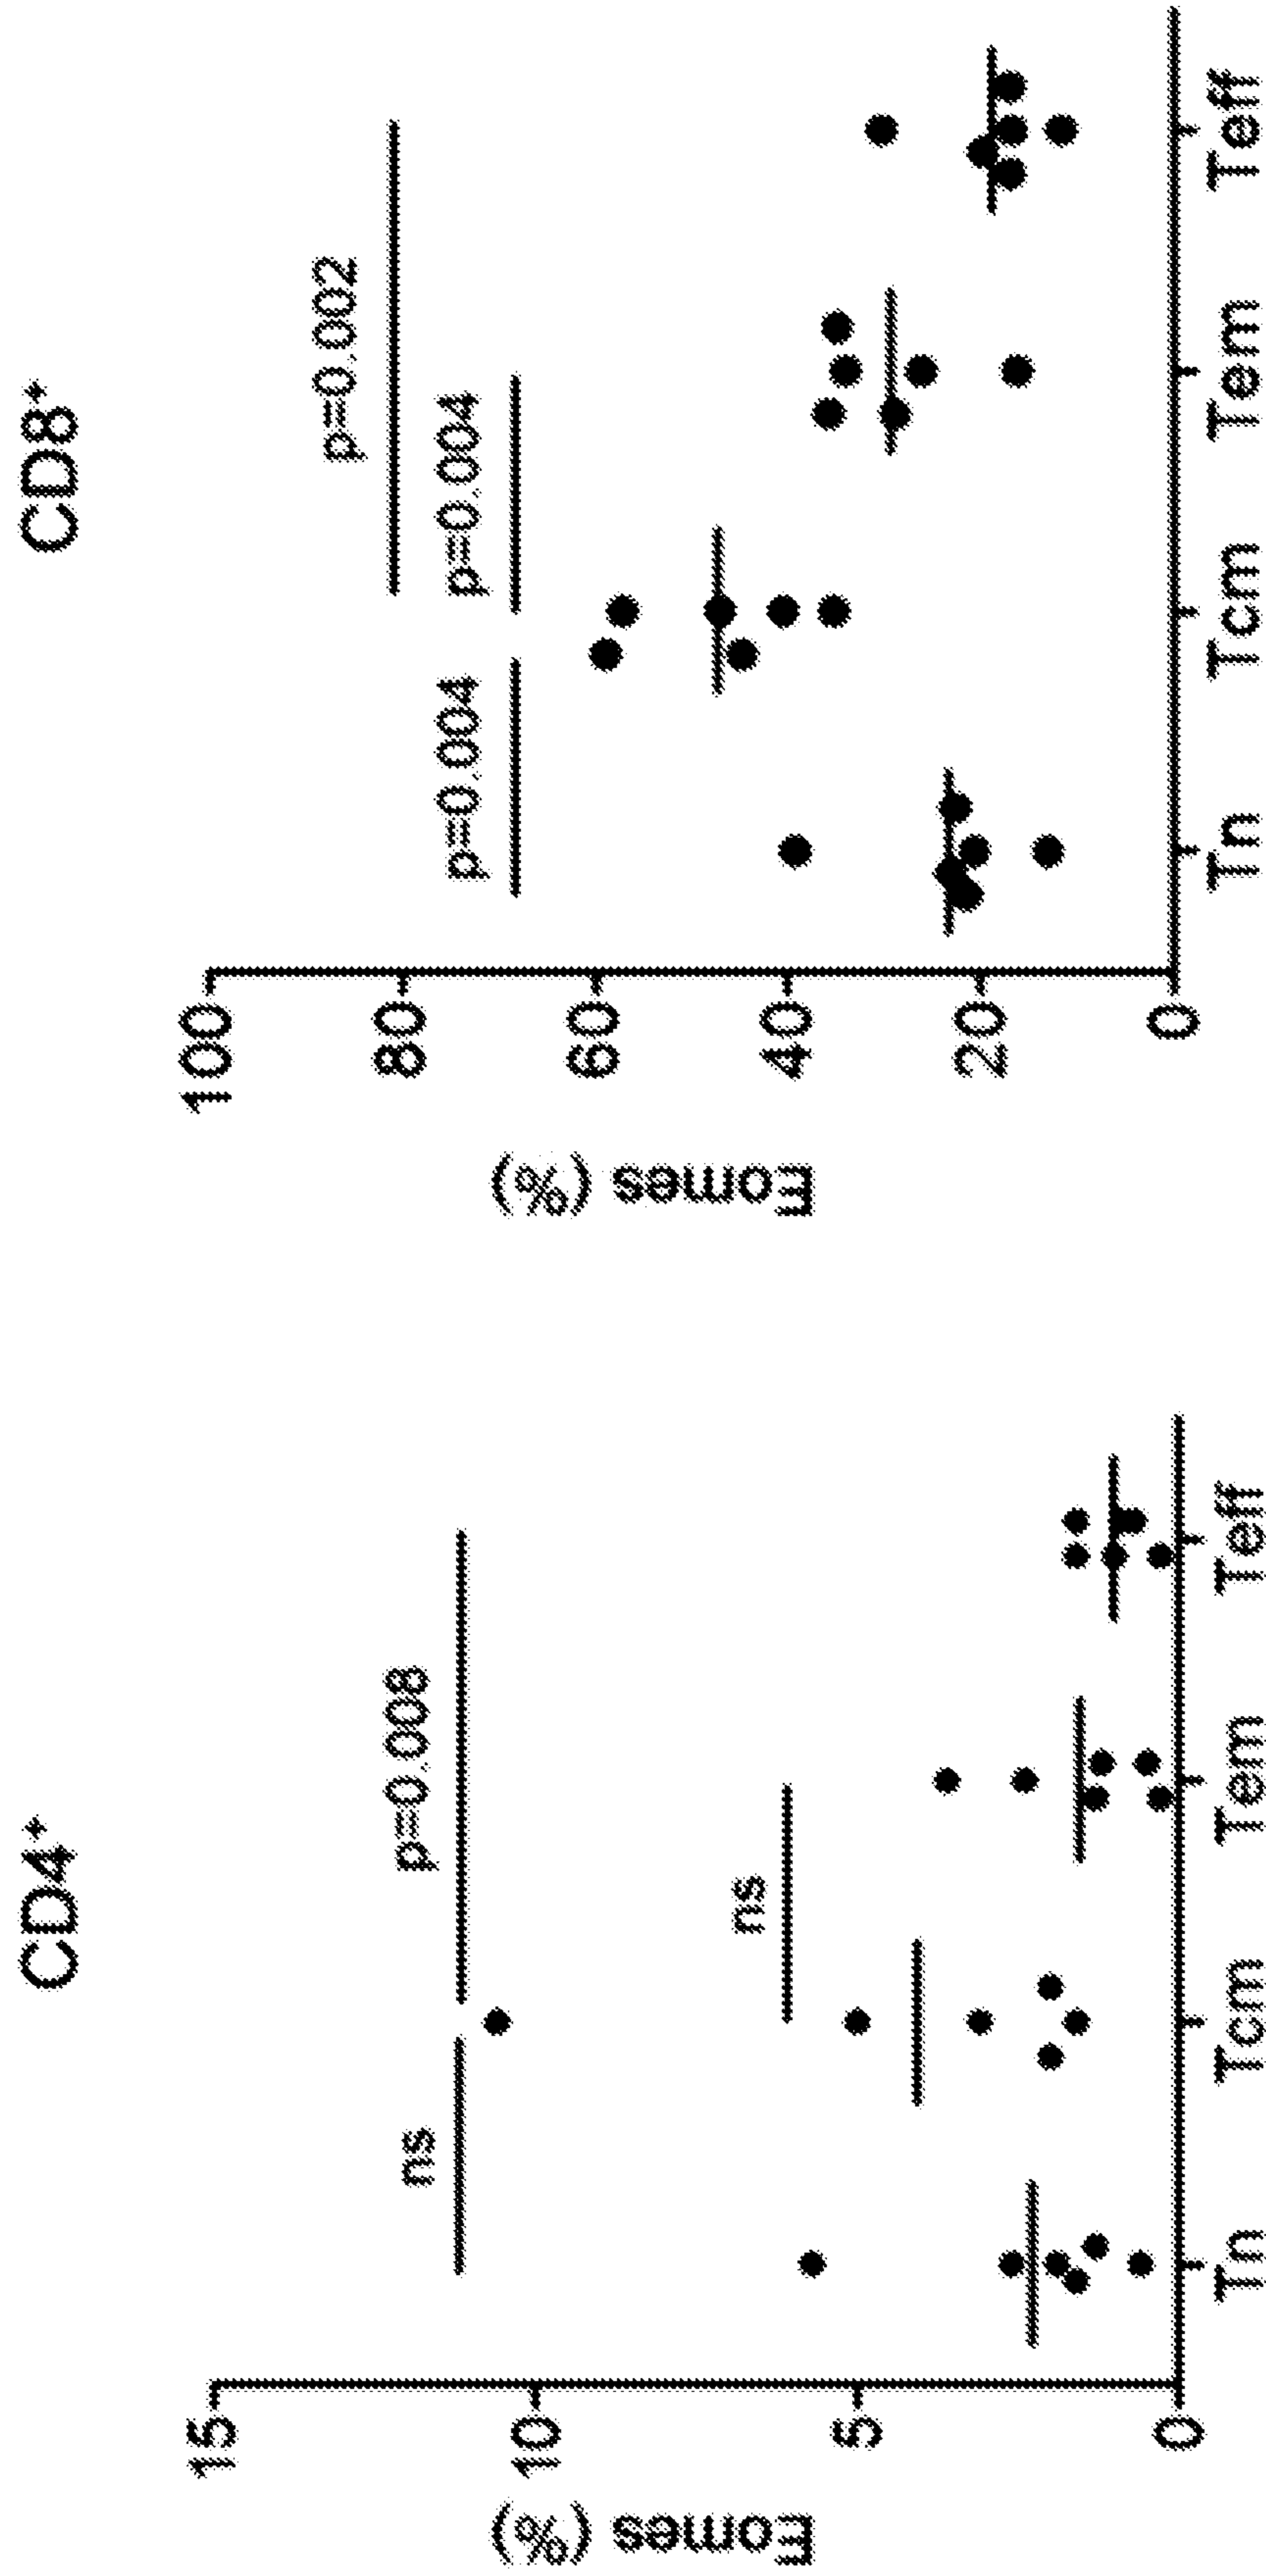 CD4+
Eomes (%)
15
10
5
0
ns
p=0.008
ns
Tn
Tcm
Tem
Teff
CD8+
Eomes (%)
100
80
60
40
20
0
p=0.002
p=0.004
p=0.004
Tn
Tcm
Tem
Teff